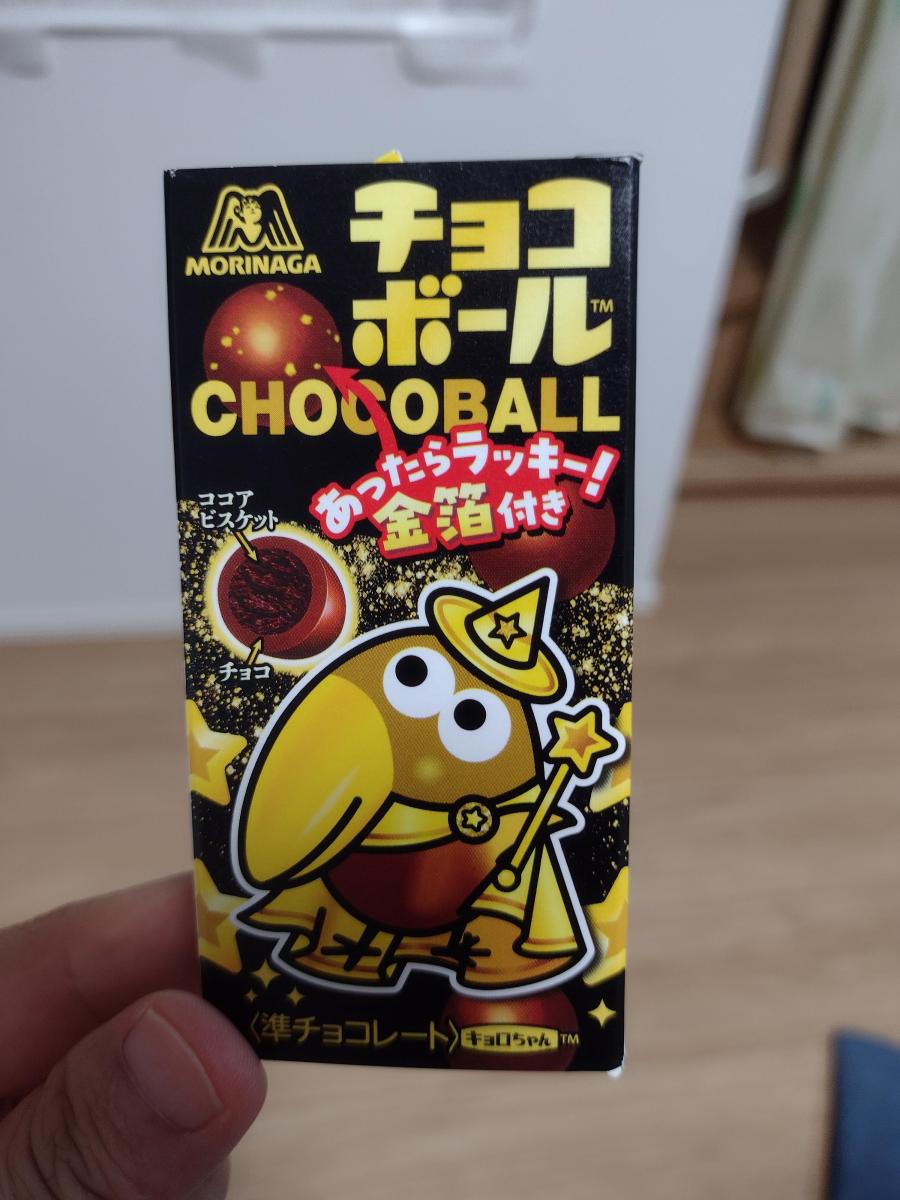 MORINAGA
チョコ
ボール™
CHOCOBALL
あったらラッキー!
金箔付き
ココア
ビスケット
チョコ
〈準チョコレート〉キョロちゃん™